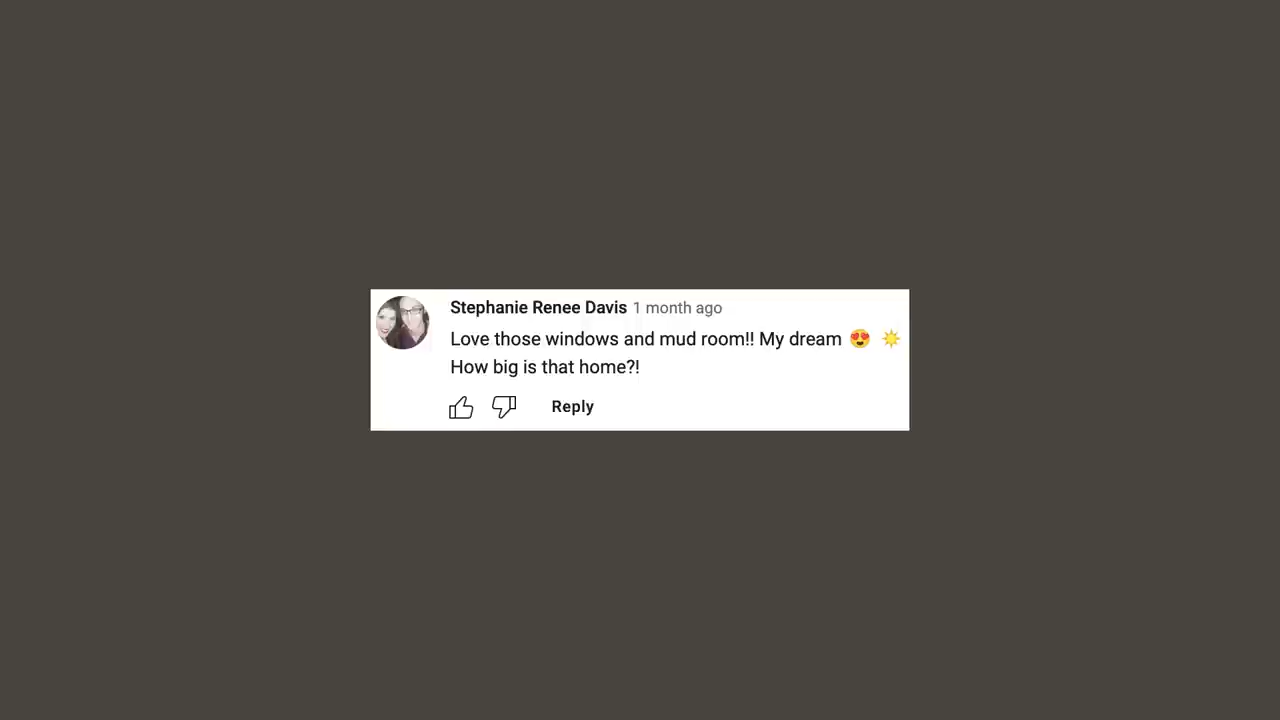 Stephanie Renee Davis 1 month ago
Love those windows and mud room!! My dream 😍 ☀️
How big is that home?!
Reply